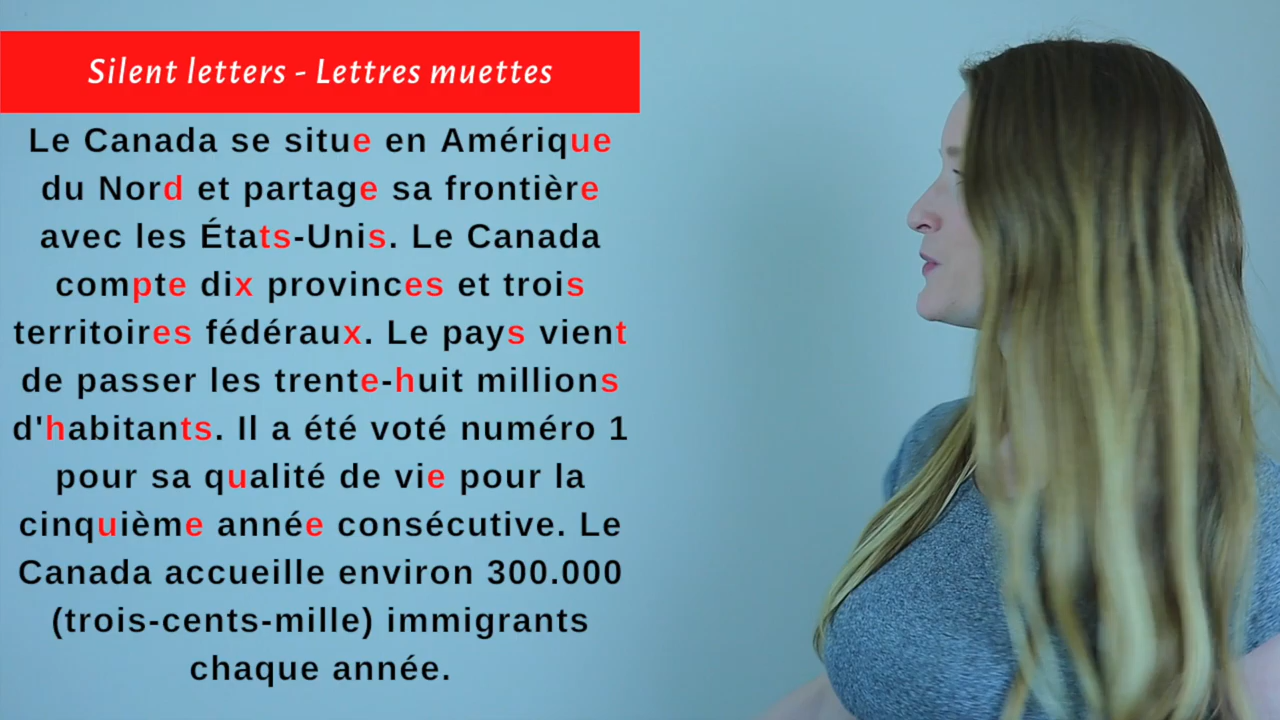 Silent letters - Lettres muettes
Le Canada se situe en Amérique
du Nord et partage sa frontière
avec les États-Unis. Le Canada
compte dix provinces et trois
territoires fédéraux. Le pays vient
de passer les trente-huit millions
d'habitants. Il a été voté numéro 1
pour sa qualité de vie pour la
cinquième année consécutive. Le
Canada accueille environ 300.000
(trois-cents-mille) immigrants
chaque année.